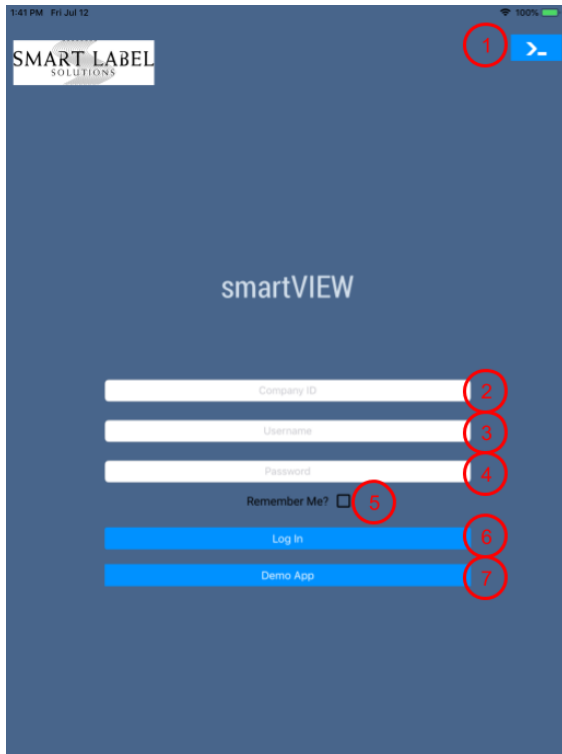 1:41 PM Fri Jul 12 100%
SMART LABEL
SOLUTIONS
1
>_
smartVIEW
Company ID 2
Username 3
Password 4
Remember Me? 5
Log In 6
Demo App 7